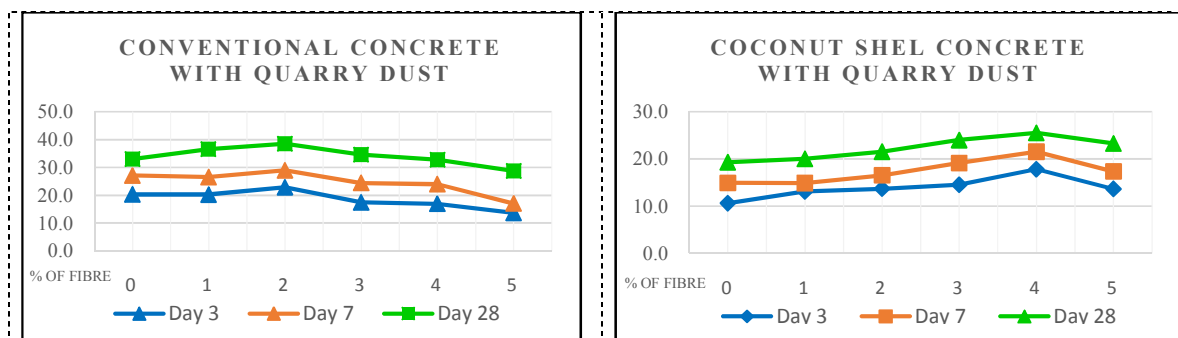 CONVENTIONAL CONCRETE
WITH QUARRY DUST
50.0
40.0
30.0
20.0
10.0
0.0
% OF FIBRE
0 1 2 3 4 5
Day 3 Day 7 Day 28
COCONUT SHEL CONCRETE
WITH QUARRY DUST
30.0
20.0
10.0
0.0
% OF FIBRE
0 1 2 3 4 5
Day 3 Day 7 Day 28